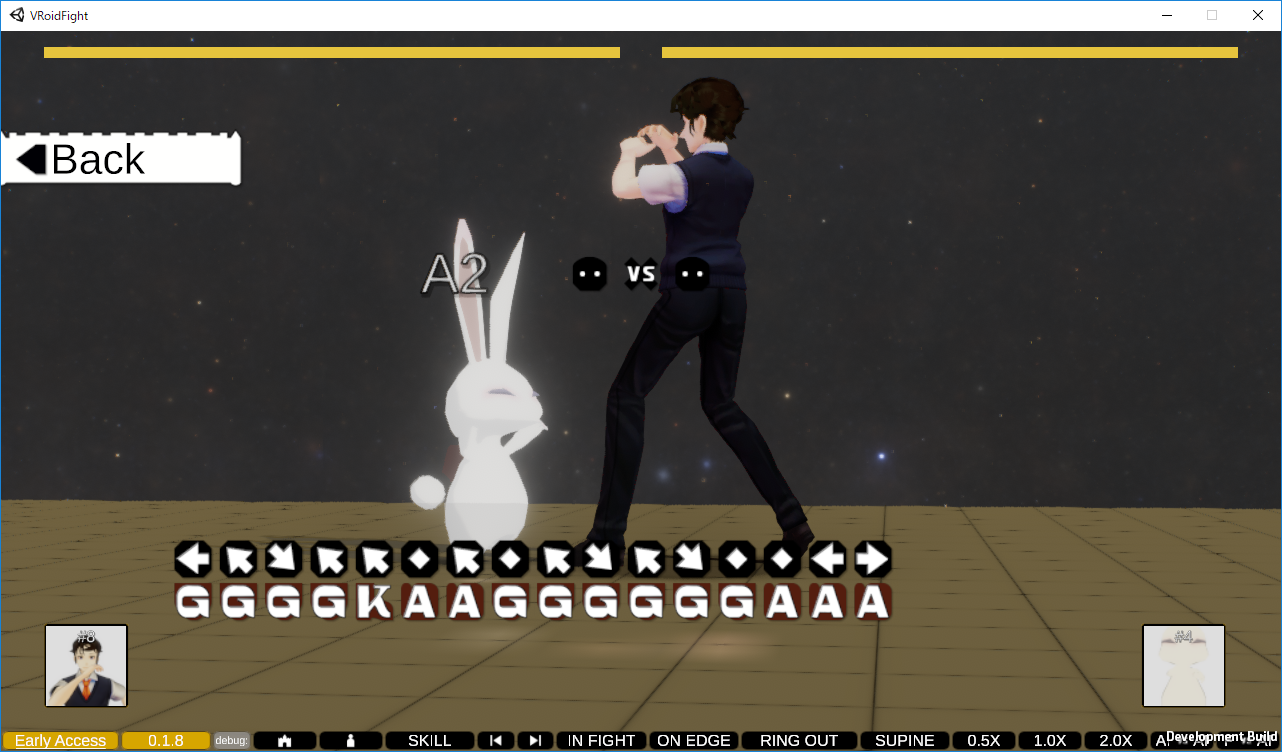 VRoidFight
Back
A2
VS
G G G G K A A G G G G G G A A A
#8
#4
Early Access 0.1.8 debug: SKILL IN FIGHT ON EDGE RING OUT SUPINE 0.5X 1.0X 2.0X
Development Build